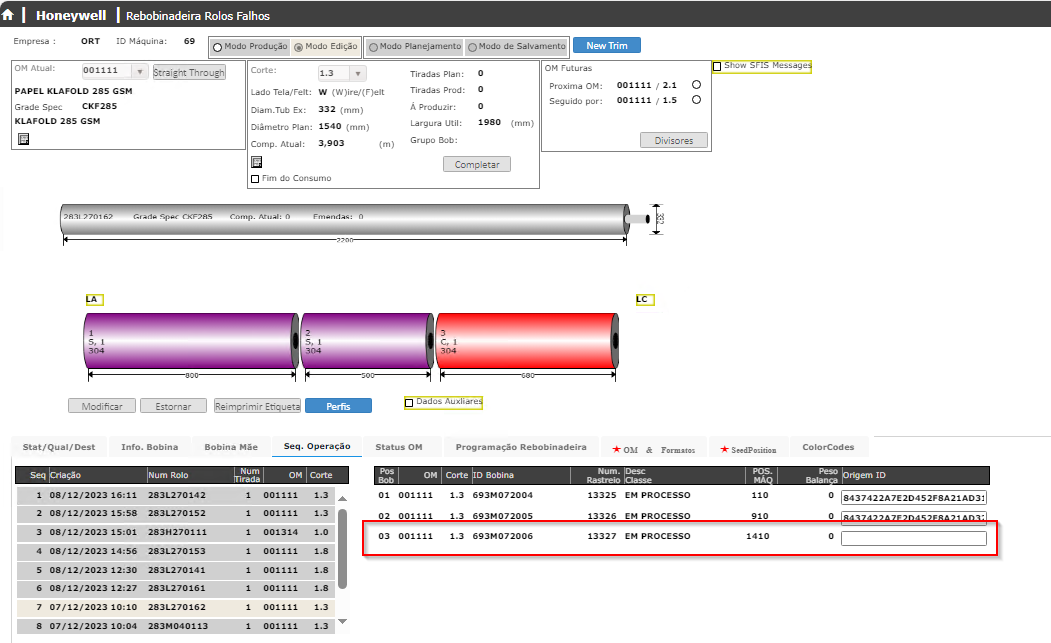 Honeywell
Rebobinadeira Rolos Falhos
Empresa : ORT ID Máquina: 69
Modo Produção Modo Edição Modo Planejamento Modo de Salvamento New Trim
OM Atual: 001111 Straight Through
PAPEL KLAFOLD 285 GSM
Grade Spec CKF285
KLAFOLD 285 GSM
Corte: 1.3
Lado Tela/Felt: W (W)ire/(F)elt
Diam.Tub Ex: 332 (mm)
Diâmetro Plan: 1540 (mm)
Comp. Atual: 3,903 (m)
Fim do Consumo
Tiradas Plan: 0
Tiradas Prod: 0
Á Produzir: 0
Largura Util: 1980 (mm)
Grupo Bob:
Completar
OM Futuras
Proxima OM: 001111 / 2.1
Seguido por: 001111 / 1.5
Divisores
Show SFIS Messages
283L270162 Grade Spec CKF285 Comp. Atual: 0 Emendas: 0
332
2200
LA
LC
1
S, 1
304
2
S, 1
304
3
C, 1
304
800
500
680
Modificar Estornar Reimprimir Etiqueta Perfis
Dados Auxliares
Stat/Qual/Dest Info. Bobina Bobina Mãe Seq. Operação Status OM Programação Rebobinadeira OM & Formatos SeedPosition ColorCodes
Seq Criação Num Rolo Num Tirada OM Corte
1 08/12/2023 16:11 283L270142 1 001111 1.3
2 08/12/2023 15:58 283L270152 1 001111 1.3
3 08/12/2023 15:01 283H270111 1 001314 1.0
4 08/12/2023 14:56 283L270153 1 001111 1.8
5 08/12/2023 12:30 283L270141 1 001111 1.8
6 08/12/2023 12:27 283L270161 1 001111 1.8
7 07/12/2023 10:10 283L270162 1 001111 1.3
8 07/12/2023 10:04 283M040113 1 001111 1.3
Pos Bob OM Corte ID Bobina Num. Rastreio Desc Classe POS. MÁQ Peso Balança Origem ID
01 001111 1.3 693M072004 13325 EM PROCESSO 110 0 8437422A7E2D452F8A21AD31
02 001111 1.3 693M072005 13326 EM PROCESSO 910 0 8437422A7E2D452F8A21AD31
03 001111 1.3 693M072006 13327 EM PROCESSO 1410 0